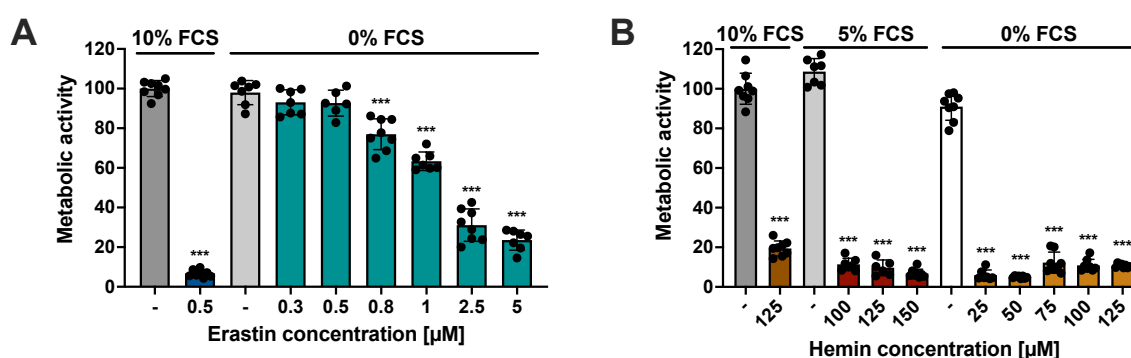 A
10% FCS 0% FCS
Metabolic activity
120
100
80
60
40
20
0
*** *** *** *** ***
- 0.5 - 0.3 0.5 0.8 1 2.5 5
Erastin concentration [µM]
B
10% FCS 5% FCS 0% FCS
Metabolic activity
120
100
80
60
40
20
0
*** *** *** *** *** *** *** *** ***
- 125 - 100 125 150 - 25 50 75 100 125
Hemin concentration [µM]